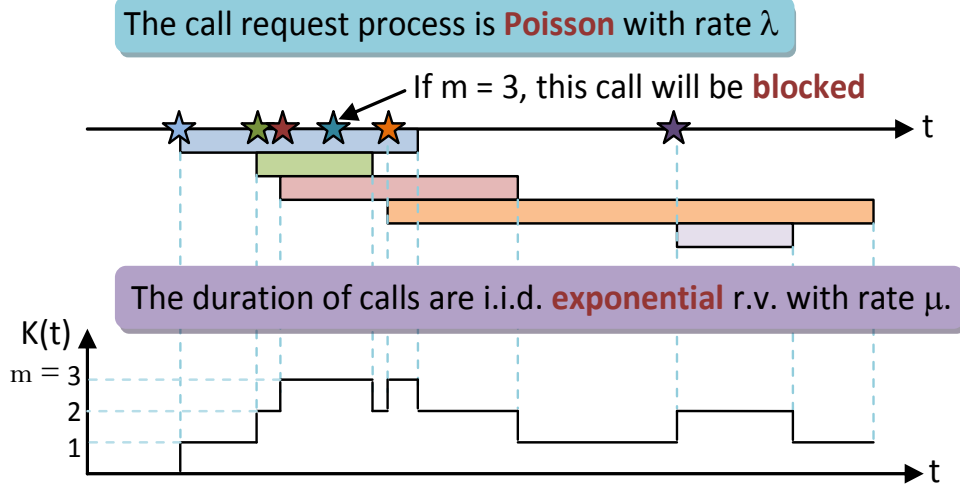 The call request process is Poisson with rate λ
If m = 3, this call will be blocked
t
The duration of calls are i.i.d. exponential r.v. with rate μ.
K(t)
m = 3
2
1
t